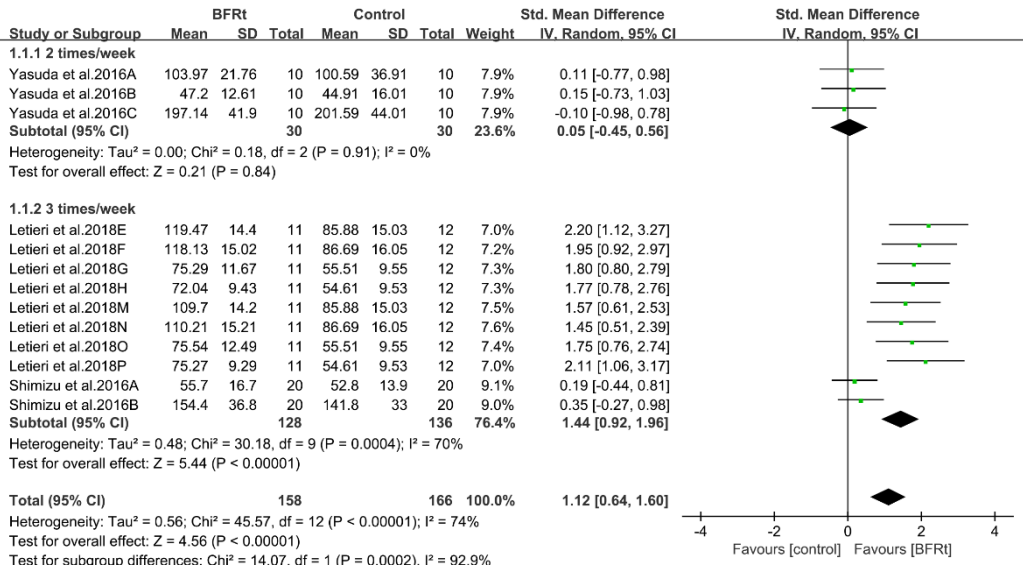 BFRt Control Std. Mean Difference Std. Mean Difference
Study or Subgroup Mean SD Total Mean SD Total Weight IV, Random, 95% CI IV, Random, 95% CI
1.1.1 2 times/week
Yasuda et al.2016A 103.97 21.76 10 100.59 36.91 10 7.9% 0.11 [-0.77, 0.98]
Yasuda et al.2016B 47.2 12.61 10 44.91 16.01 10 7.9% 0.15 [-0.73, 1.03]
Yasuda et al.2016C 197.14 41.9 10 201.59 44.01 10 7.9% -0.10 [-0.98, 0.78]
Subtotal (95% CI) 30 30 23.6% 0.05 [-0.45, 0.56]
Heterogeneity: Tau² = 0.00; Chi² = 0.18, df = 2 (P = 0.91); I² = 0%
Test for overall effect: Z = 0.21 (P = 0.84)
1.1.2 3 times/week
Letieri et al.2018E 119.47 14.4 11 85.88 15.03 12 7.0% 2.20 [1.12, 3.27]
Letieri et al.2018F 118.13 15.02 11 86.69 16.05 12 7.2% 1.95 [0.92, 2.97]
Letieri et al.2018G 75.29 11.67 11 55.51 9.55 12 7.3% 1.80 [0.80, 2.79]
Letieri et al.2018H 72.04 9.43 11 54.61 9.53 12 7.3% 1.77 [0.78, 2.76]
Letieri et al.2018M 109.7 14.2 11 85.88 15.03 12 7.5% 1.57 [0.61, 2.53]
Letieri et al.2018N 110.21 15.21 11 86.69 16.05 12 7.6% 1.45 [0.51, 2.39]
Letieri et al.2018O 75.54 12.49 11 55.51 9.55 12 7.4% 1.75 [0.76, 2.74]
Letieri et al.2018P 75.27 9.29 11 54.61 9.53 12 7.1% 2.11 [1.06, 3.17]
Shimizu et al.2016A 55.7 16.7 20 52.8 13.9 20 9.1% 0.19 [-0.44, 0.81]
Shimizu et al.2016B 154.4 36.8 20 141.8 33 20 9.0% 0.35 [-0.27, 0.98]
Subtotal (95% CI) 128 136 76.4% 1.44 [0.92, 1.96]
Heterogeneity: Tau² = 0.48; Chi² = 30.18, df = 9 (P = 0.0004); I² = 70%
Test for overall effect: Z = 5.44 (P < 0.00001)
Total (95% CI) 158 166 100.0% 1.12 [0.64, 1.60]
Heterogeneity: Tau² = 0.56; Chi² = 45.57, df = 12 (P < 0.00001); I² = 74%
Test for overall effect: Z = 4.56 (P < 0.00001)
Test for subgroup differences: Chi² = 14.07, df = 1 (P = 0.0002), I² = 92.9%
-4 -2 0 2 4
Favours [control] Favours [BFRt]